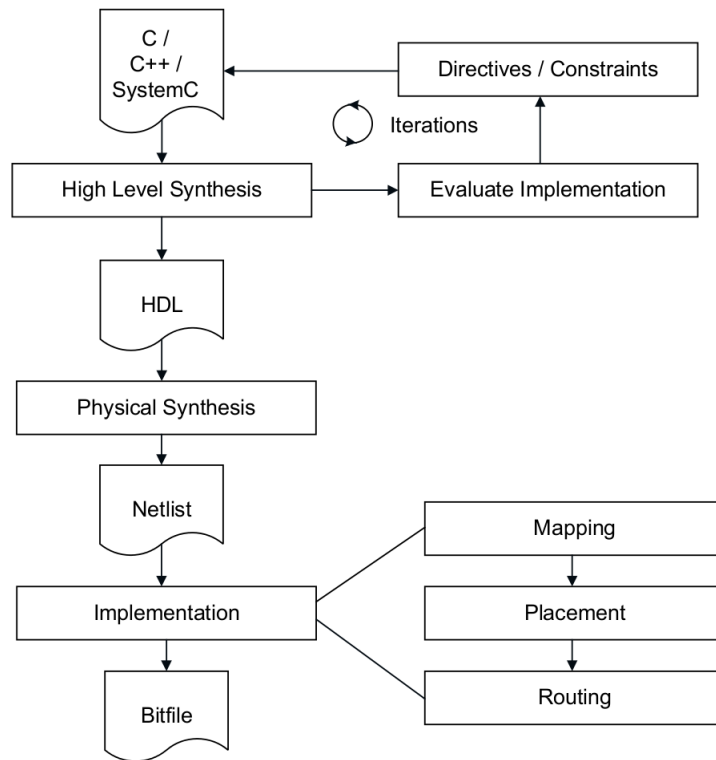 C /
C++ /
SystemC
Directives / Constraints
Iterations
High Level Synthesis
Evaluate Implementation
HDL
Physical Synthesis
Netlist
Mapping
Implementation
Placement
Routing
Bitfile